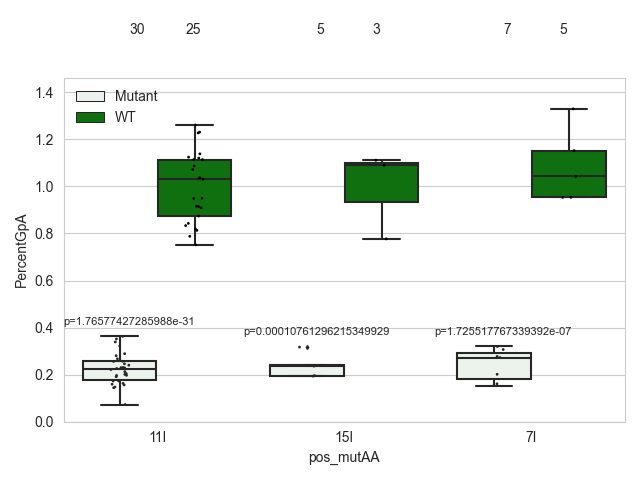 30 25 5 3 7 5
1.4
Mutant
WT
1.2
1.0
0.8
0.6
0.4
0.2
0.0
PercentGpA
p=1.76577427285988e-31
p=0.00010761296215349929
p=1.725517767339392e-07
11I 15I 7I
pos_mutAA